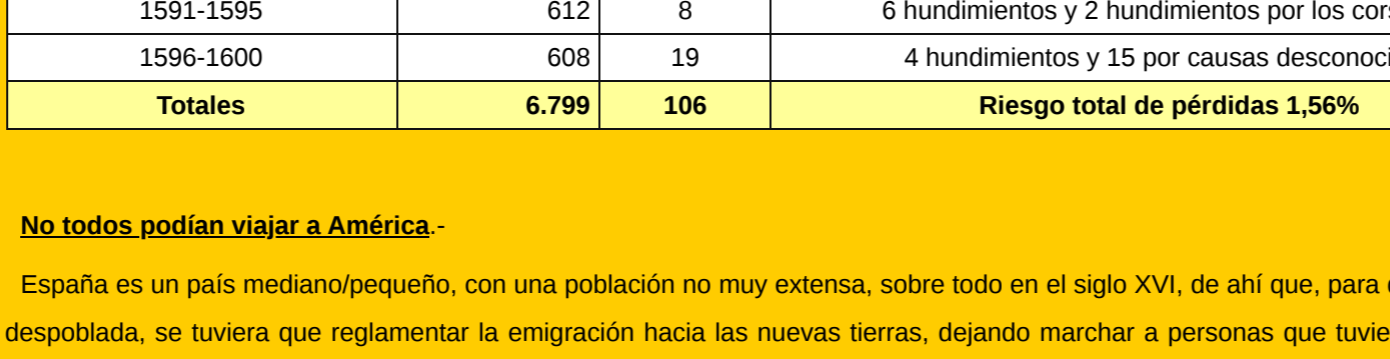 1591-1595 612 8 6 hundimientos y 2 hundimientos por los
1596-1600 608 19 4 hundimientos y 15 por causas
Totales 6.799 106 Riesgo total de pérdidas 1,56%
No todos podían viajar a América.-
España es un país mediano/pequeño, con una población no muy extensa, sobre todo en el siglo XVI, de ahí que, para
despoblada, se tuviera que reglamentar la emigración hacia las nuevas tierras, dejando marchar a personas que